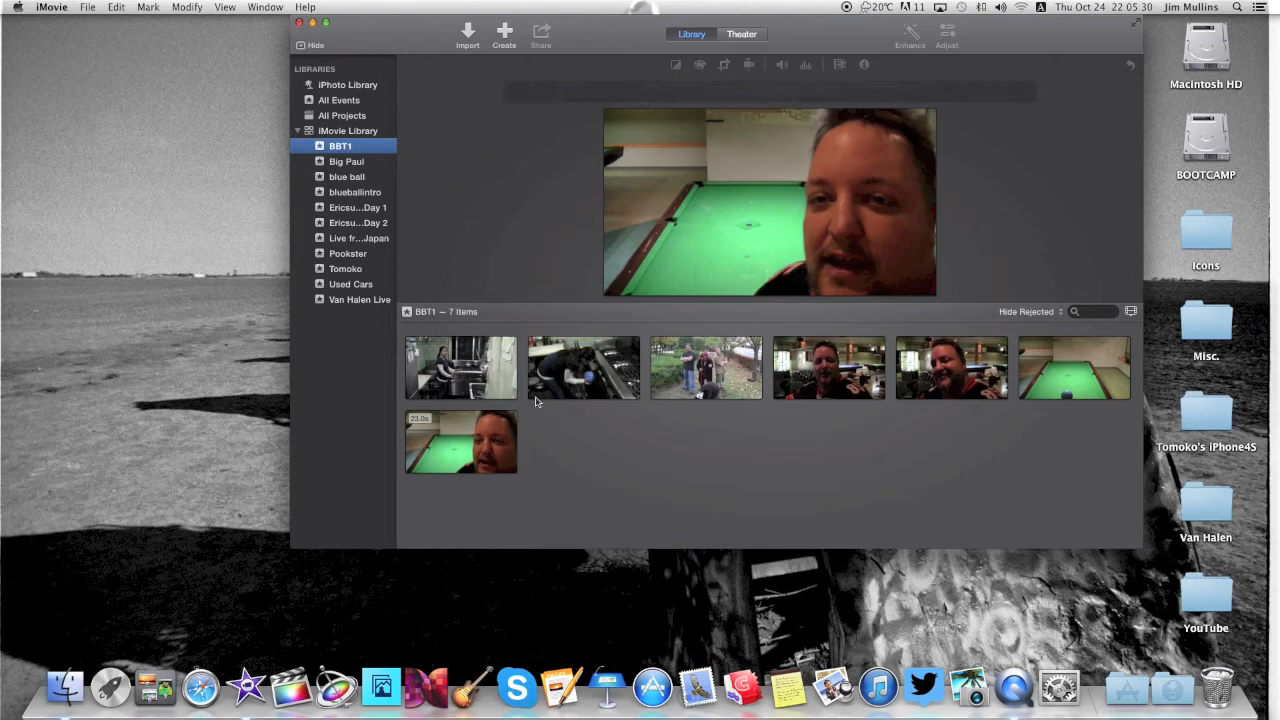 iMovie File Edit Mark Modify View Window Help
20°C 11 A Thu Oct 24 22 05 30 Jim Mullins
Hide
Import Create Share
Library Theater
Enhance Adjust
LIBRARIES
iPhoto Library
All Events
All Projects
iMovie Library
BBT1
Big Paul
blue ball
blueballintro
Ericsu...Day 1
Ericsu...Day 2
Live fr...Japan
Pookster
Tomoko
Used Cars
Van Halen Live
BBT1 — 7 Items
Hide Rejected
23.0s
Macintosh HD
BOOTCAMP
Icons
Misc.
Tomoko's iPhone4S
Van Halen
YouTube